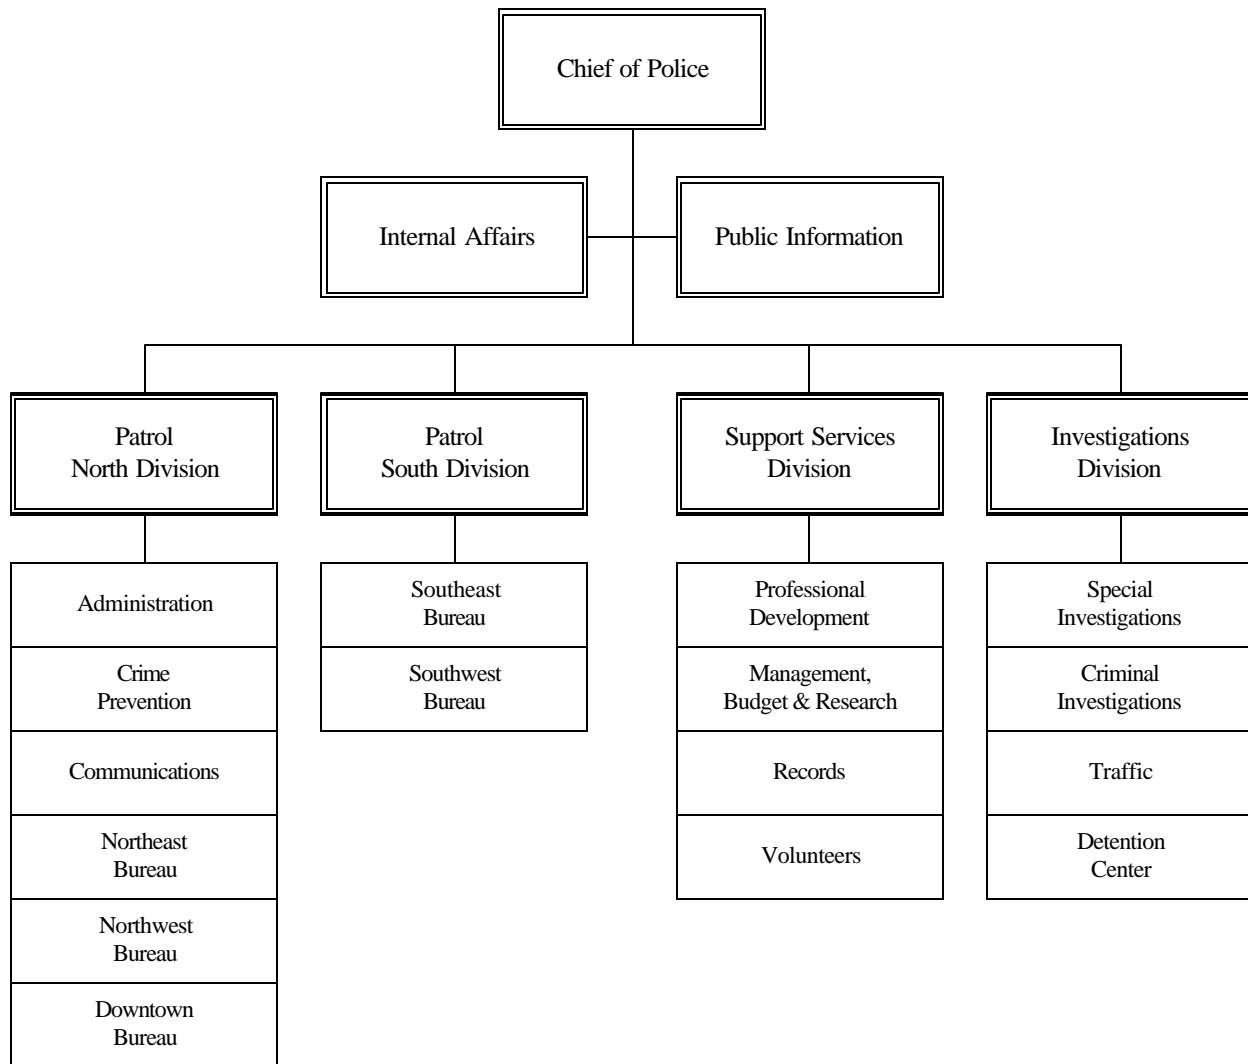 Chief of Police
Internal Affairs
Public Information
Patrol
North Division
Patrol
South Division
Support Services
Division
Investigations
Division
Administration
Crime
Prevention
Communications
Northeast
Bureau
Northwest
Bureau
Downtown
Bureau
Southeast
Bureau
Southwest
Bureau
Professional
Development
Management,
Budget & Research
Records
Volunteers
Special
Investigations
Criminal
Investigations
Traffic
Detention
Center